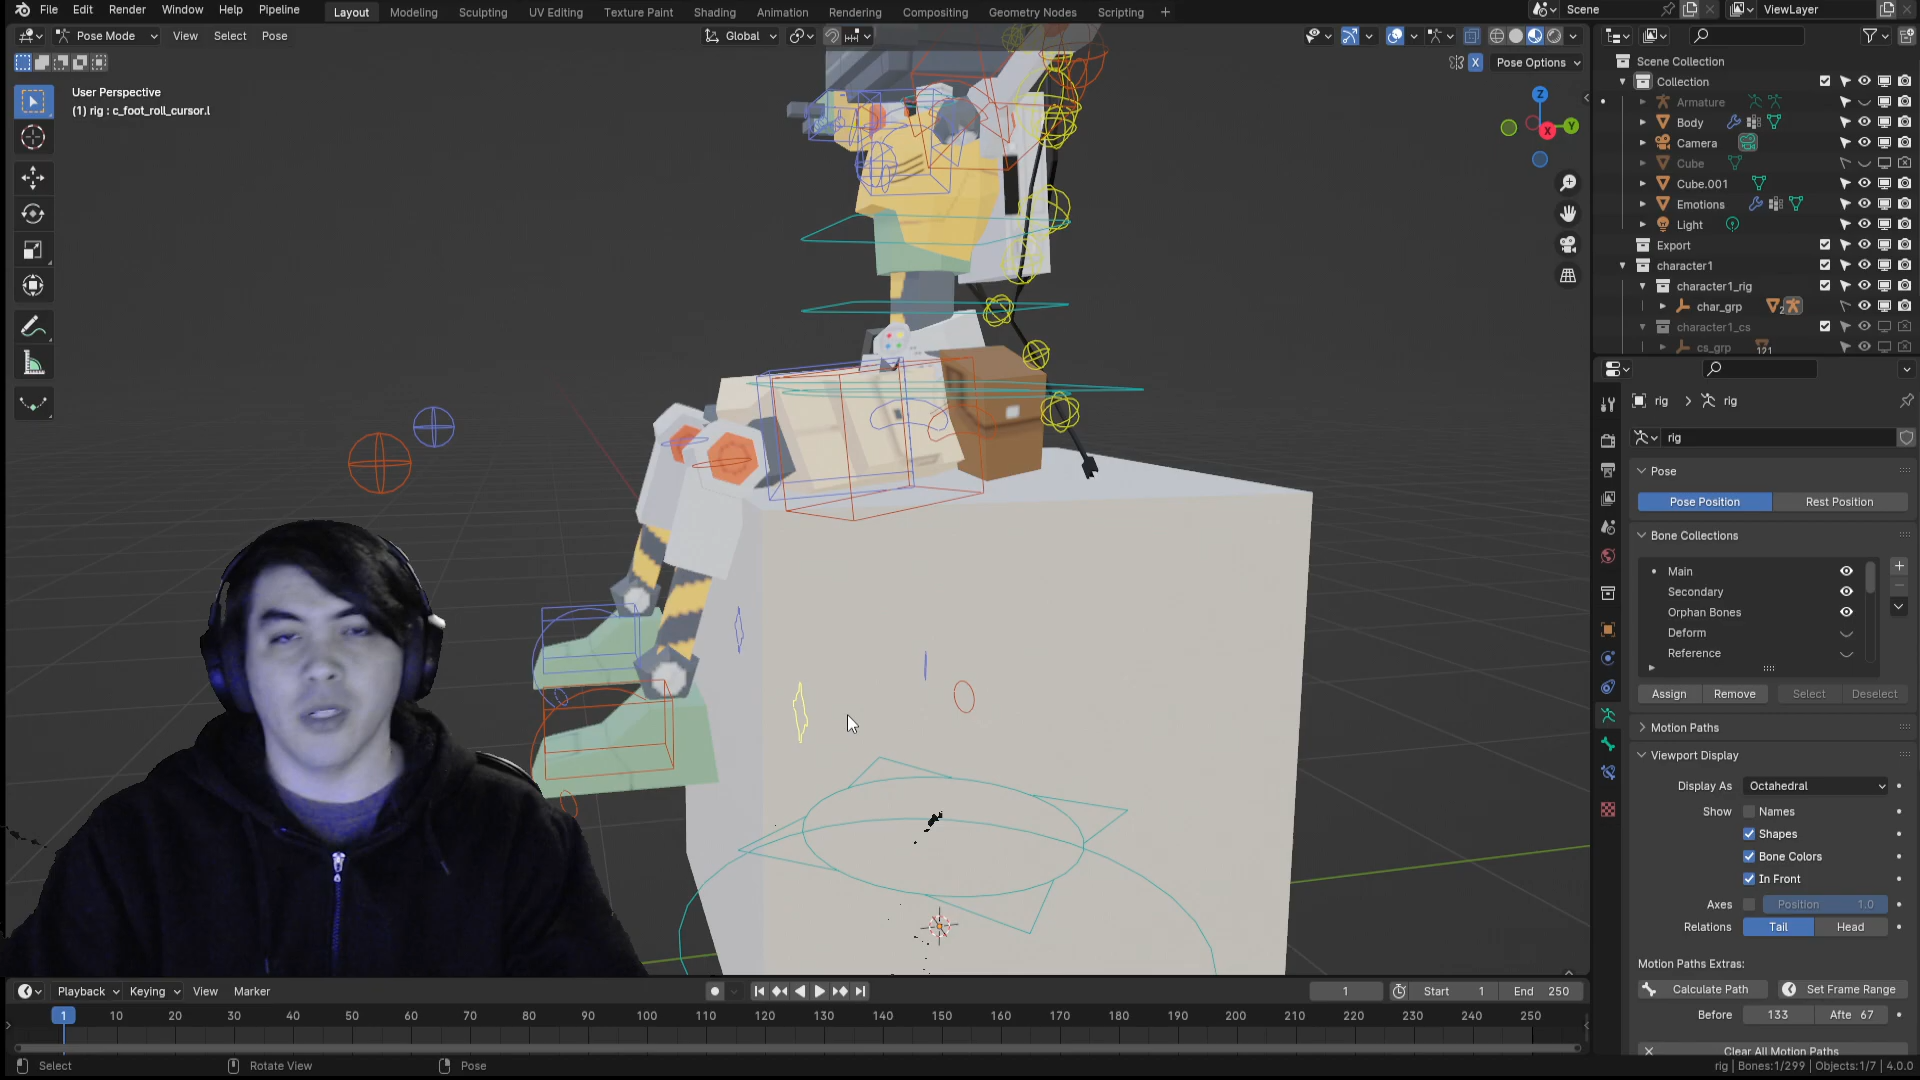 File Edit Render Window Help Pipeline Layout Modeling Sculpting UV Editing Texture Paint Shading Animation Rendering Compositing Geometry Nodes Scripting + Scene ViewLayer
Pose Mode View Select Pose Global
Pose Options
User Perspective
(1) rig : c_foot_roll_cursor.l
Z
Y
X
Scene Collection
Collection
Armature
Body
Camera
Cube
Cube.001
Emotions
Light
Export
character1
character1_rig
char_grp 2
character1_cs
cs_grp 121
rig > rig
rig
Pose
Pose Position Rest Position
Bone Collections
Main
Secondary
Orphan Bones
Deform
Reference
Assign Remove Select Deselect
Motion Paths
Viewport Display
Display As Octahedral
Show Names
Shapes
Bone Colors
In Front
Axes Position 1.0
Relations Tail Head
Motion Paths Extras:
Calculate Path Set Frame Range
Before 133 Afte 67
Clear All Motion Paths
Playback Keying View Marker 1 Start 1 End 250
1 10 20 30 40 50 60 70 80 90 100 110 120 130 140 150 160 170 180 190 200 210 220 230 240 250
Select Rotate View Pose rig | Bones:1/299 | Objects:1/7 | 4.0.0